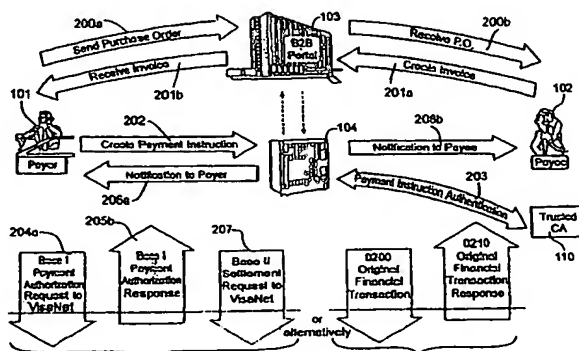 200a
103
200b
Send Purchase Order
B2B
Portal
Receive P.O.
Receive Invoice
Create Invoice
101
201b
201a
102
202
104
206b
Create Payment Instruction
Notification to Payee
Payor
Payee
Notification to Payer
Payment Instruction Authentication
203
206a
204a
205b
207
Trusted
CA
110
Base I
Payment
Authorization
Request to
VisaNet
Base I
Payment
Authorization
Response
Base II
Settlement
Request to
VisaNet
0200
Original
Financial
Transaction
0210
Original
Financial
Transaction
Response
or
alternatively